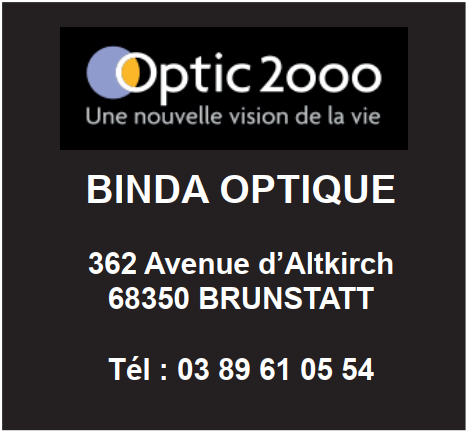 Optic 2000
Une nouvelle vision de la vie
BINDA OPTIQUE
362 Avenue d’Altkirch
68350 BRUNSTATT
Tél : 03 89 61 05 54